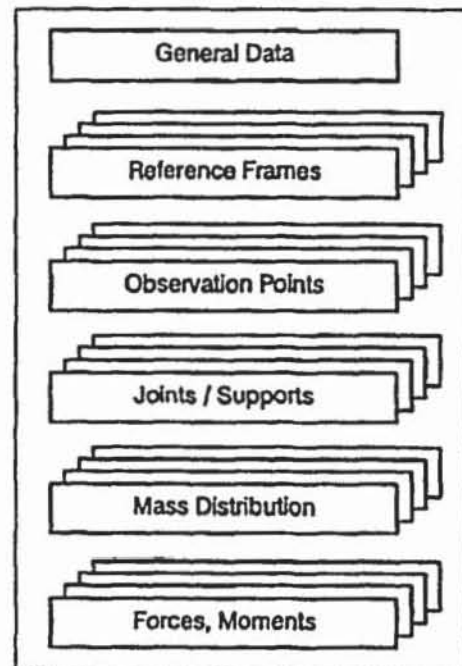 General Data
Reference Frames
Observation Points
Joints / Supports
Mass Distribution
Forces, Moments